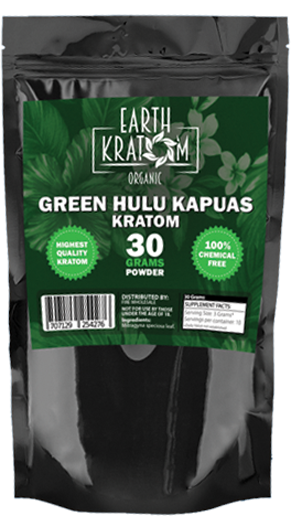 EARTH
KRATOM
ORGANIC
GREEN HULU KAPUAS
KRATOM
30
GRAMS
POWDER
HIGHEST
QUALITY
KRATOM
100%
CHEMICAL
FREE
DISTRIBUTED BY:
NOT FOR USE BY THOSE
UNDER THE AGE OF 18.
Ingredients:
Mitragyna speciosa leaf.
707129 254276
30 Grams
SUPPLEMENT FACTS
Serving Size: 3 Grams*
Servings per container: 10